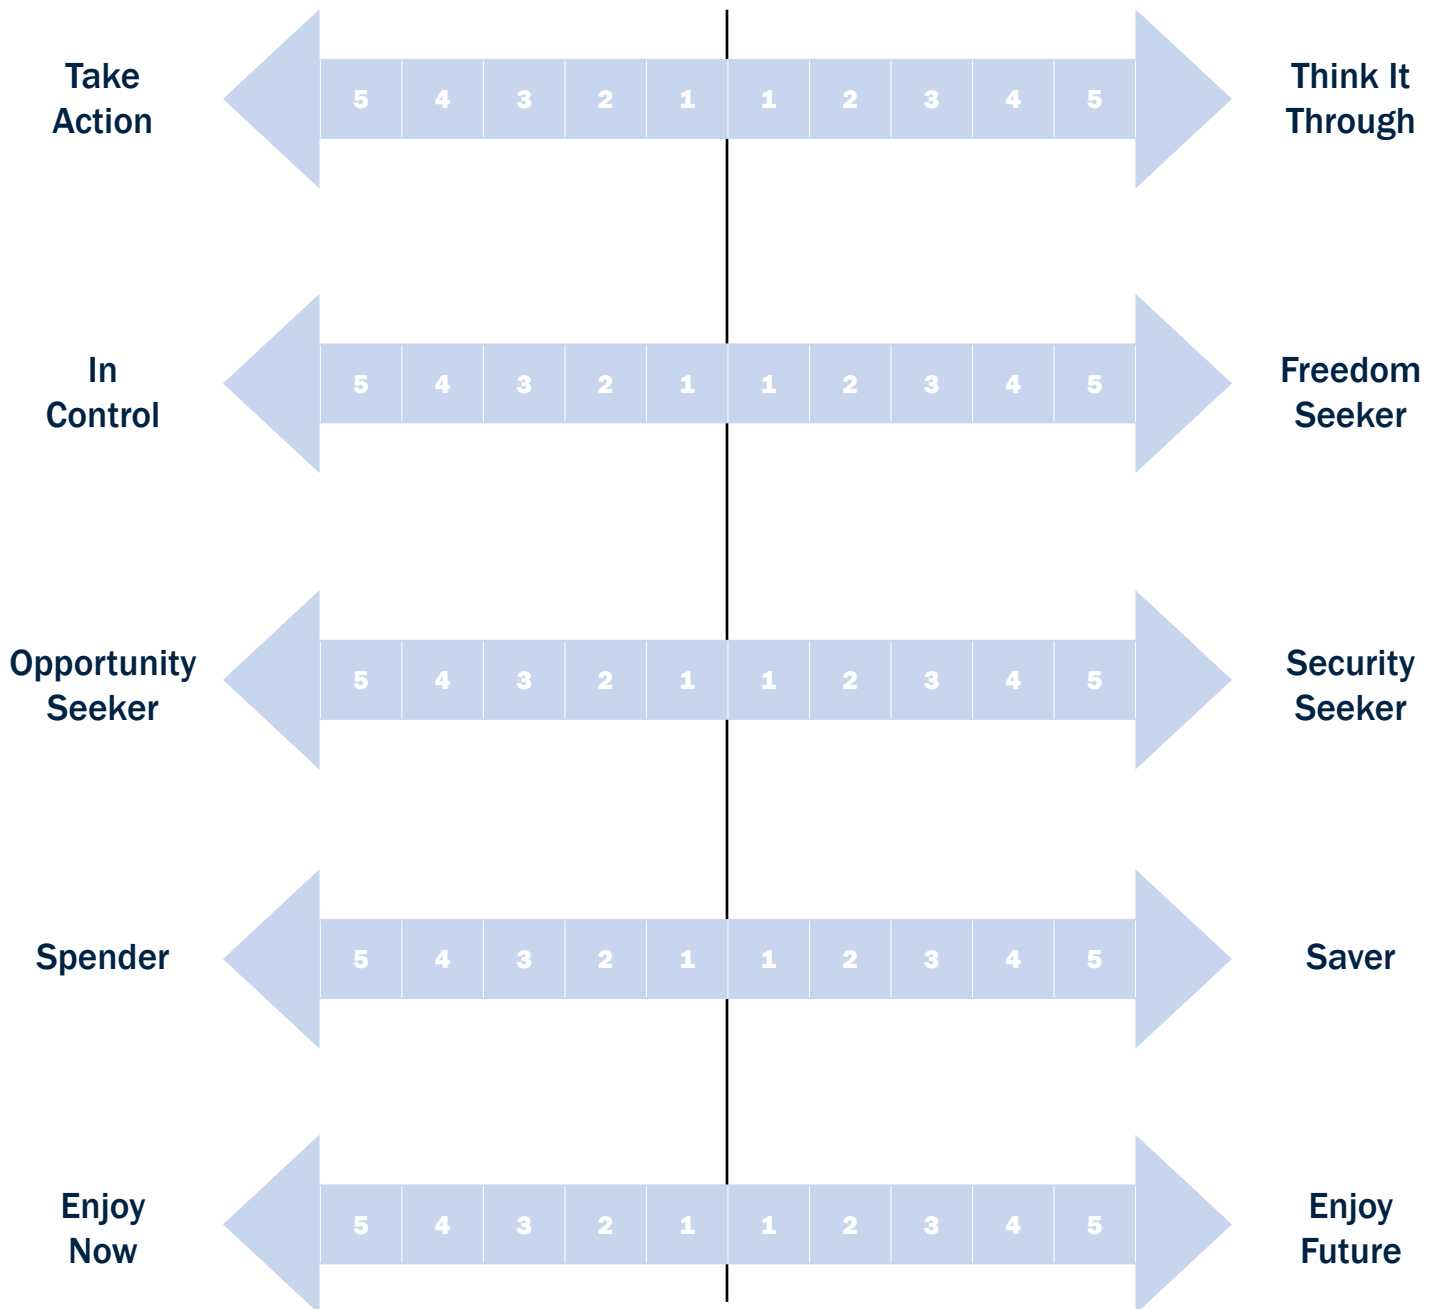 Take
Action
5 4 3 2 1 1 2 3 4 5
Think It
Through
In
Control
5 4 3 2 1 1 2 3 4 5
Freedom
Seeker
Opportunity
Seeker
5 4 3 2 1 1 2 3 4 5
Security
Seeker
Spender
5 4 3 2 1 1 2 3 4 5
Saver
Enjoy
Now
5 4 3 2 1 1 2 3 4 5
Enjoy
Future